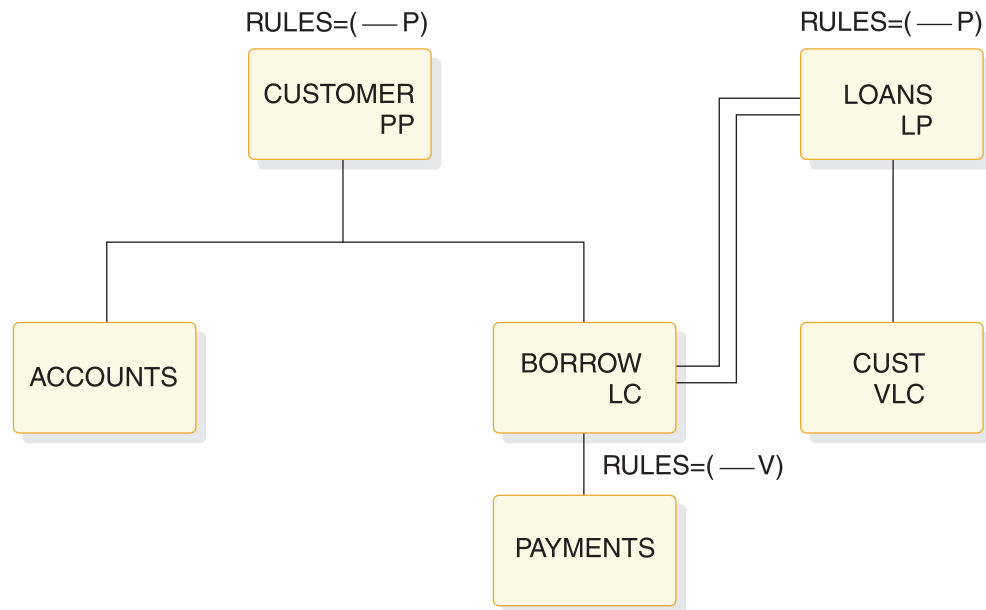 RULES=( — P)
CUSTOMER
PP
RULES=( — P)
LOANS
LP
ACCOUNTS
BORROW
LC
CUST
VLC
RULES=( — V)
PAYMENTS